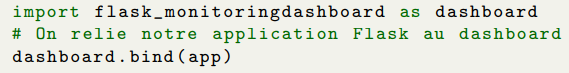 import flask_monitoringdashboard as dashboard
# On relie notre application Flask au dashboard
dashboard.bind(app)